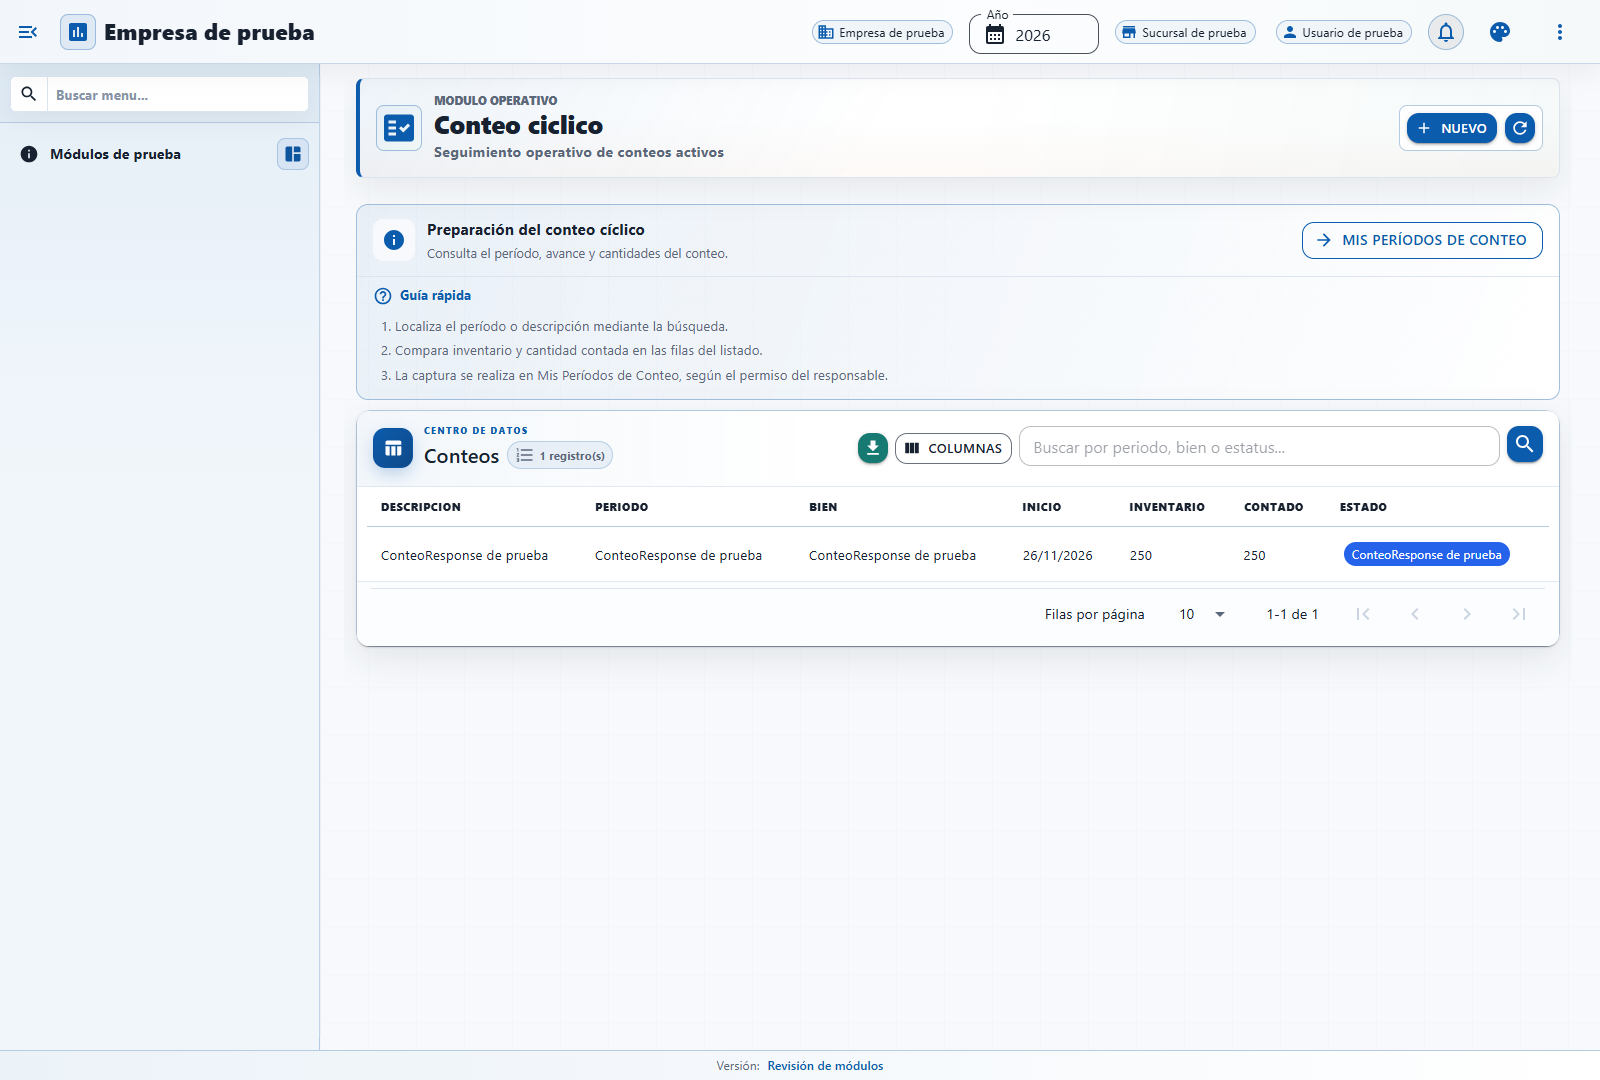 Empresa de prueba
Empresa de prueba
Año
2026
Sucursal de prueba
Usuario de prueba
Buscar menu...
Módulos de prueba
MODULO OPERATIVO
Conteo ciclico
Seguimiento operativo de conteos activos
NUEVO
Preparación del conteo cíclico
Consulta el período, avance y cantidades del conteo.
MIS PERÍODOS DE CONTEO
Guía rápida
1. Localiza el período o descripción mediante la búsqueda.
2. Compara inventario y cantidad contada en las filas del listado.
3. La captura se realiza en Mis Períodos de Conteo, según el permiso del responsable.
CENTRO DE DATOS
Conteos
1 registro(s)
COLUMNAS
Buscar por periodo, bien o estatus...
DESCRIPCION PERIODO BIEN INICIO INVENTARIO CONTADO ESTADO
ConteoResponse de prueba ConteoResponse de prueba ConteoResponse de prueba 26/11/2026 250 250 ConteoResponse de prueba
Filas por página 10 1-1 de 1
Versión: Revisión de módulos